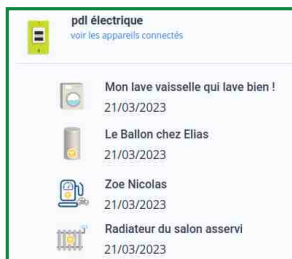 pdl électrique
voir les appareils connectés
Mon lave vaisselle qui lave bien !
21/03/2023
Le Ballon chez Elias
21/03/2023
Zoe Nicolas
21/03/2023
Radiateur du salon asservi
21/03/2023